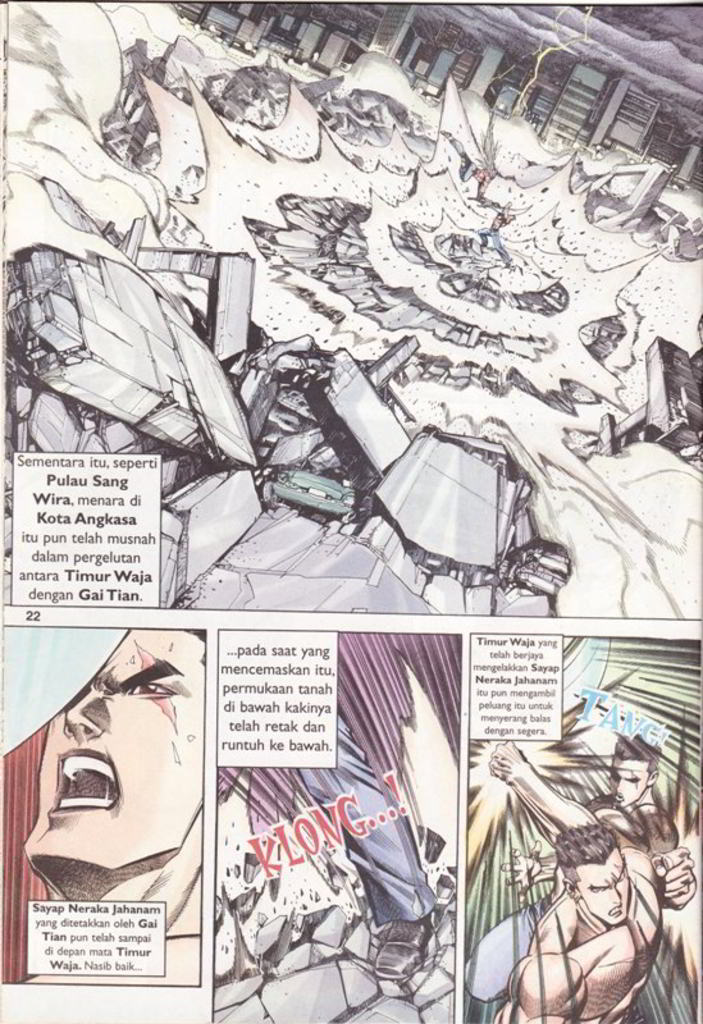 Sementara itu, seperti
Pulau Sang
Wira, menara di
Kota Angkasa
itu pun telah musnah
dalam pergelutan
antara Timur Waja
dengan Gai Tian.
22
Sayap Neraka Jahanam
yang ditetakkan oleh Gai
Tian pun telah sampai
di depan mata Timur
Waja. Nasib baik...
...pada saat yang
mencemaskan itu,
permukaan tanah
di bawah kakinya
telah retak dan
runtuh ke bawah.
KLONG....!
Timur Waja yang
telah berjaya
mengelakkan Sayap
Neraka Jahanam
itu pun mengambil
peluang itu untuk
menyerang balas
dengan segera.
TANG!